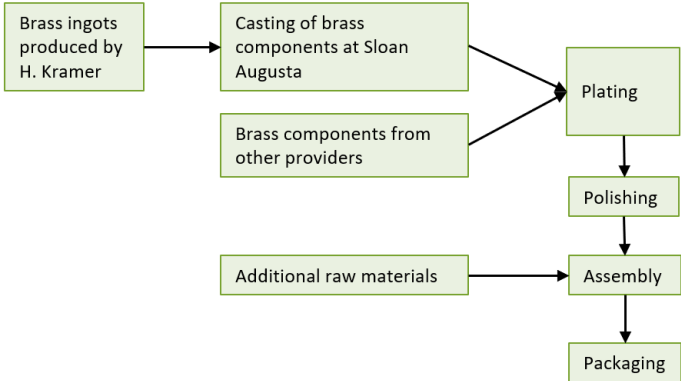 Brass ingots
produced by
H. Kramer
Casting of brass
components at Sloan
Augusta
Plating
Brass components from
other providers
Polishing
Additional raw materials
Assembly
Packaging